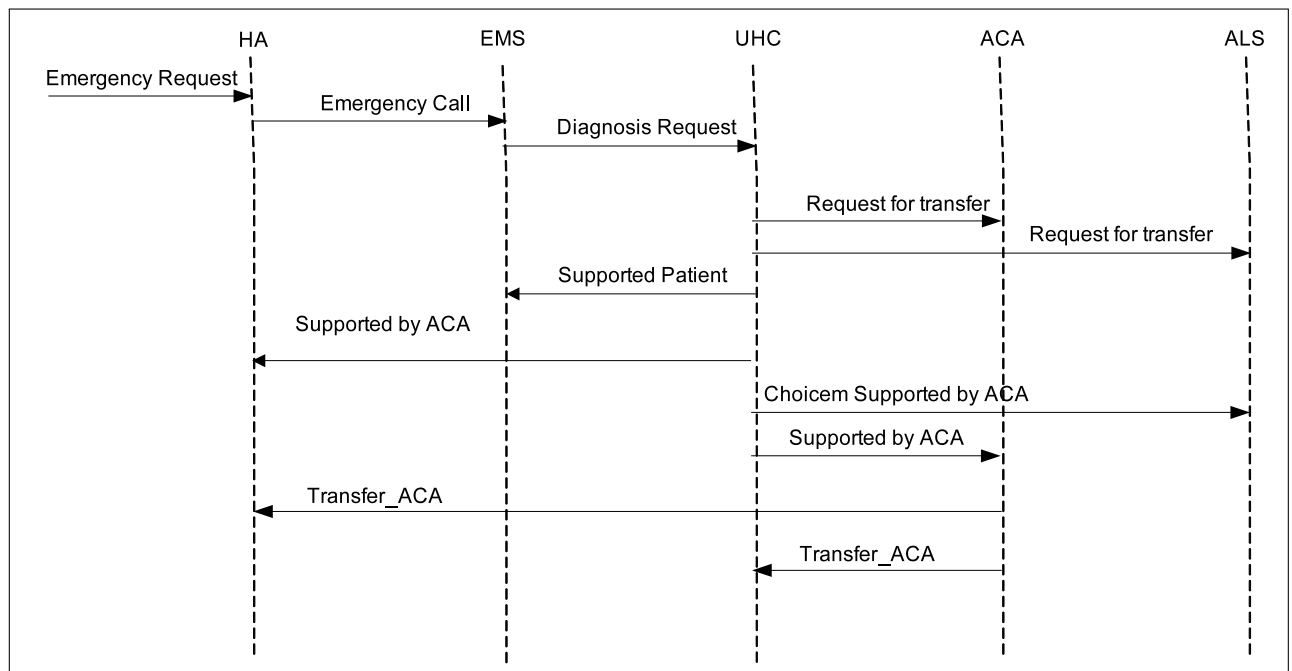 HA EMS UHC ACA ALS
Emergency Request
Emergency Call
Diagnosis Request
Request for transfer
Request for transfer
Supported Patient
Supported by ACA
Choicem Supported by ACA
Supported by ACA
Transfer_ACA
Transfer_ACA